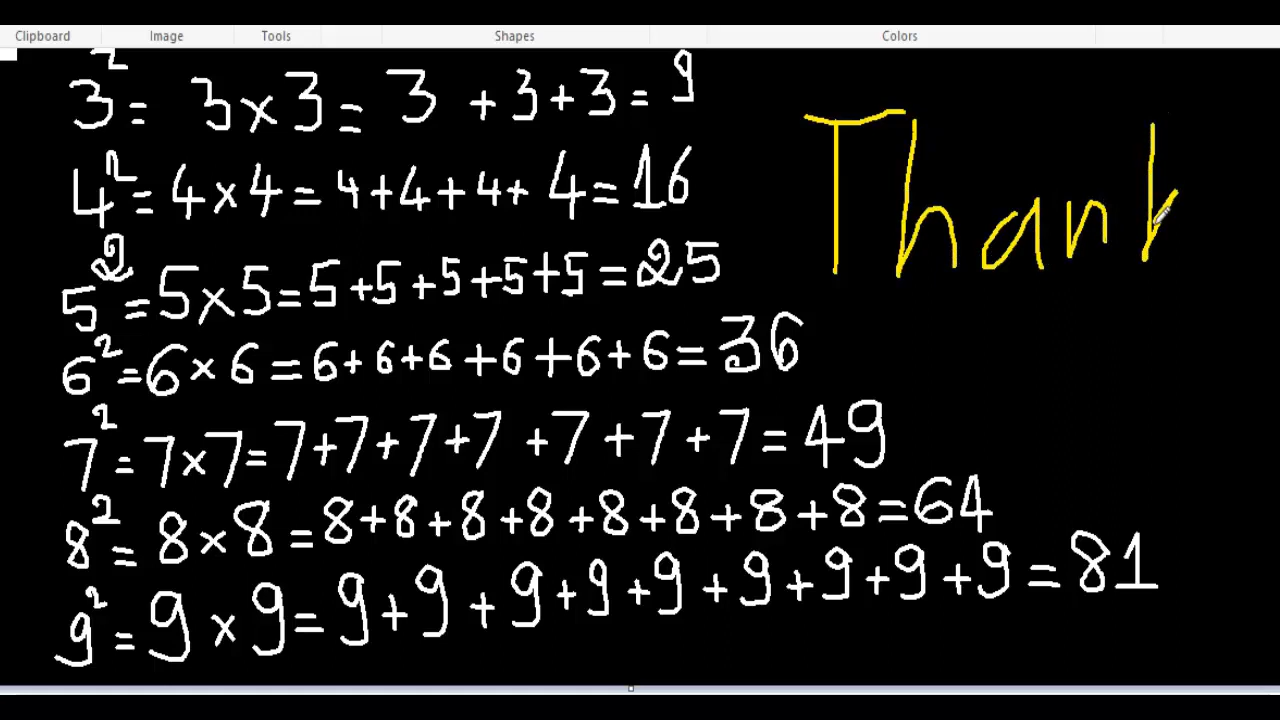 Clipboard Image Tools Shapes Colors
3² = 3 × 3 = 3 + 3 + 3 = 9
4² = 4 × 4 = 4 + 4 + 4 + 4 = 16
Thank
5² = 5 × 5 = 5 + 5 + 5 + 5 + 5 = 25
6² = 6 × 6 = 6 + 6 + 6 + 6 + 6 + 6 = 36
7² = 7 × 7 = 7 + 7 + 7 + 7 + 7 + 7 + 7 = 49
8² = 8 × 8 = 8 + 8 + 8 + 8 + 8 + 8 + 8 + 8 = 64
9² = 9 × 9 = 9 + 9 + 9 + 9 + 9 + 9 + 9 + 9 + 9 = 81